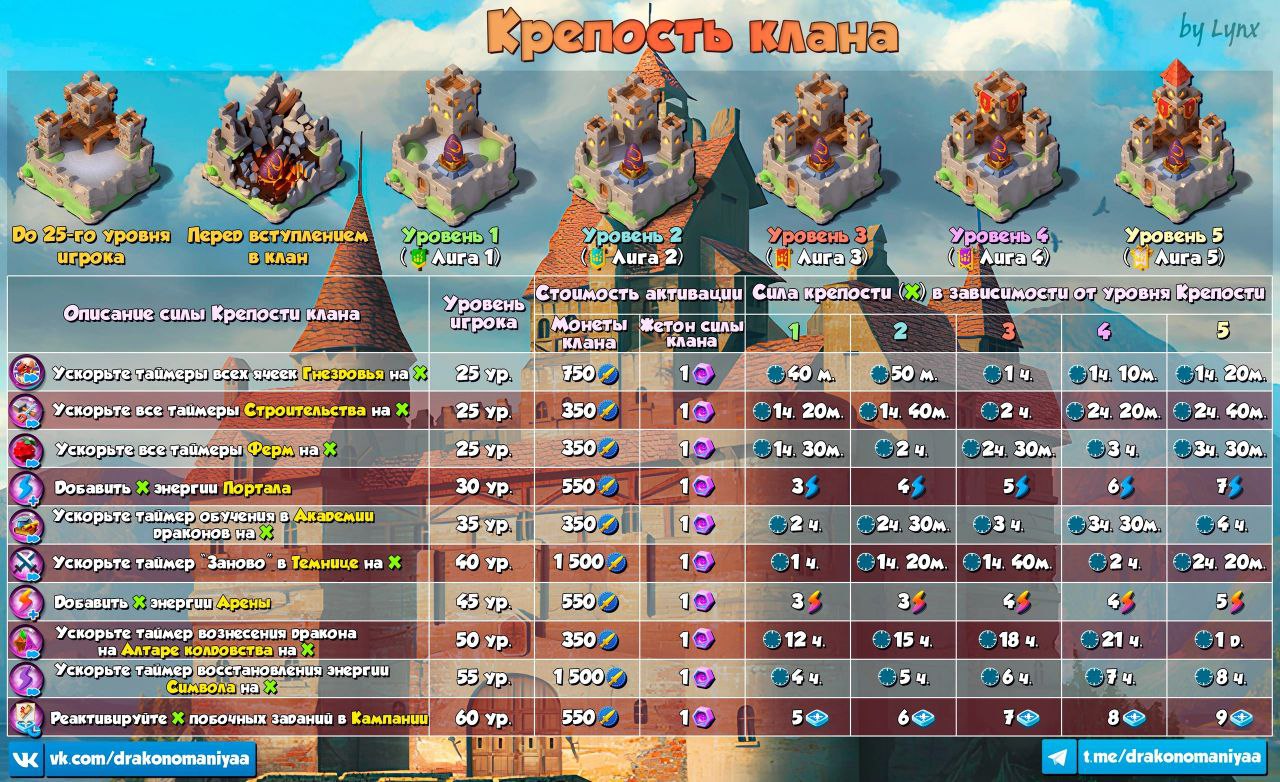 Крепость клана
by Lynx
До 25-го уровня
игрока
Перед вступлением
в клан
Уровень 1
(Лига 1)
Уровень 2
(Лига 2)
Уровень 3
(Лига 3)
Уровень 4
(Лига 4)
Уровень 5
(Лига 5)
Описание силы Крепости клана
Уровень
игрока
Стоимость активации
Монеты
клана
Жетон силы
клана
Сила крепости (X) в зависимости от уровня Крепости
1 2 3 4 5
Ускорьте таймеры всех ячеек Гнездовья на X 25 ур. 750 1 40 м. 50 м. 1 ч. 1ч. 10м. 1ч. 20м.
Ускорьте все таймеры Строительства на X 25 ур. 350 1 1ч. 20м. 1ч. 40м. 2 ч. 2ч. 20м. 2ч. 40м.
Ускорьте все таймеры Ферм на X 25 ур. 350 1 1ч. 30м. 2 ч. 2ч. 30м. 3 ч. 3ч. 30м.
Добавить X энергии Портала 30 ур. 550 1 3 4 5 6 7
Ускорьте таймер обучения в Академии
драконов на X 35 ур. 350 1 2 ч. 2ч. 30м. 3 ч. 3ч. 30м. 4 ч.
Ускорьте таймер "Заново" в Темнице на X 40 ур. 1 500 1 1 ч. 1ч. 20м. 1ч. 40м. 2 ч. 2ч. 20м.
Добавить X энергии Арены 45 ур. 550 1 3 3 4 4 5
Ускорьте таймер вознесения дракона
на Алтаре колдовства на X 50 ур. 350 1 12 ч. 15 ч. 18 ч. 21 ч. 1 д.
Ускорьте таймер восстановления энергии
Символа на X 55 ур. 1 500 1 4 ч. 5 ч. 6 ч. 7 ч. 8 ч.
Реактивируйте X побочных заданий в Кампании 60 ур. 550 1 5 6 7 8 9
vk.com/drakonomaniyaa
t.me/drakonomaniyaa